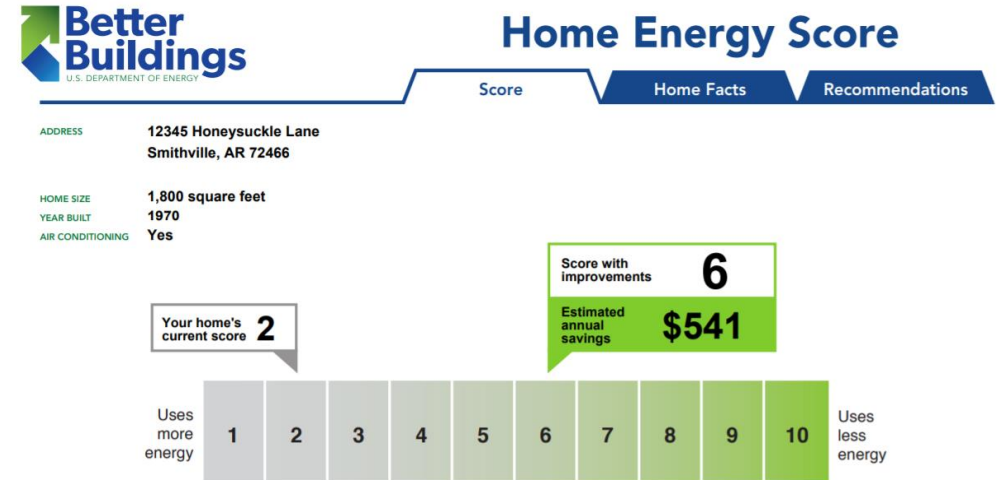 Better
Buildings
U.S. DEPARTMENT OF ENERGY
Home Energy Score
Score
Home Facts
Recommendations
ADDRESS 12345 Honeysuckle Lane
Smithville, AR 72466
HOME SIZE 1,800 square feet
YEAR BUILT 1970
AIR CONDITIONING Yes
Score with
improvements 6
Estimated
annual
savings $541
Your home's
current score 2
Uses
more
energy
1 2 3 4 5 6 7 8 9 10
Uses
less
energy